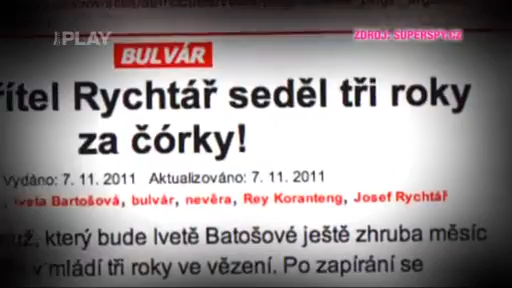 PLAY
ZDROJ: SUPERSPY.CZ
BULVÁR
řítel Rychtář seděl tři roky
za čórky!
Vydáno: 7. 11. 2011 Aktualizováno: 7. 11. 2011
Iveta Bartošová, bulvár, nevěra, Rey Koranteng, Josef Rychtář
už, který bude Ivetě Batošové ještě zhruba měsíc
v mládí tři roky ve vězení. Po zapírání se